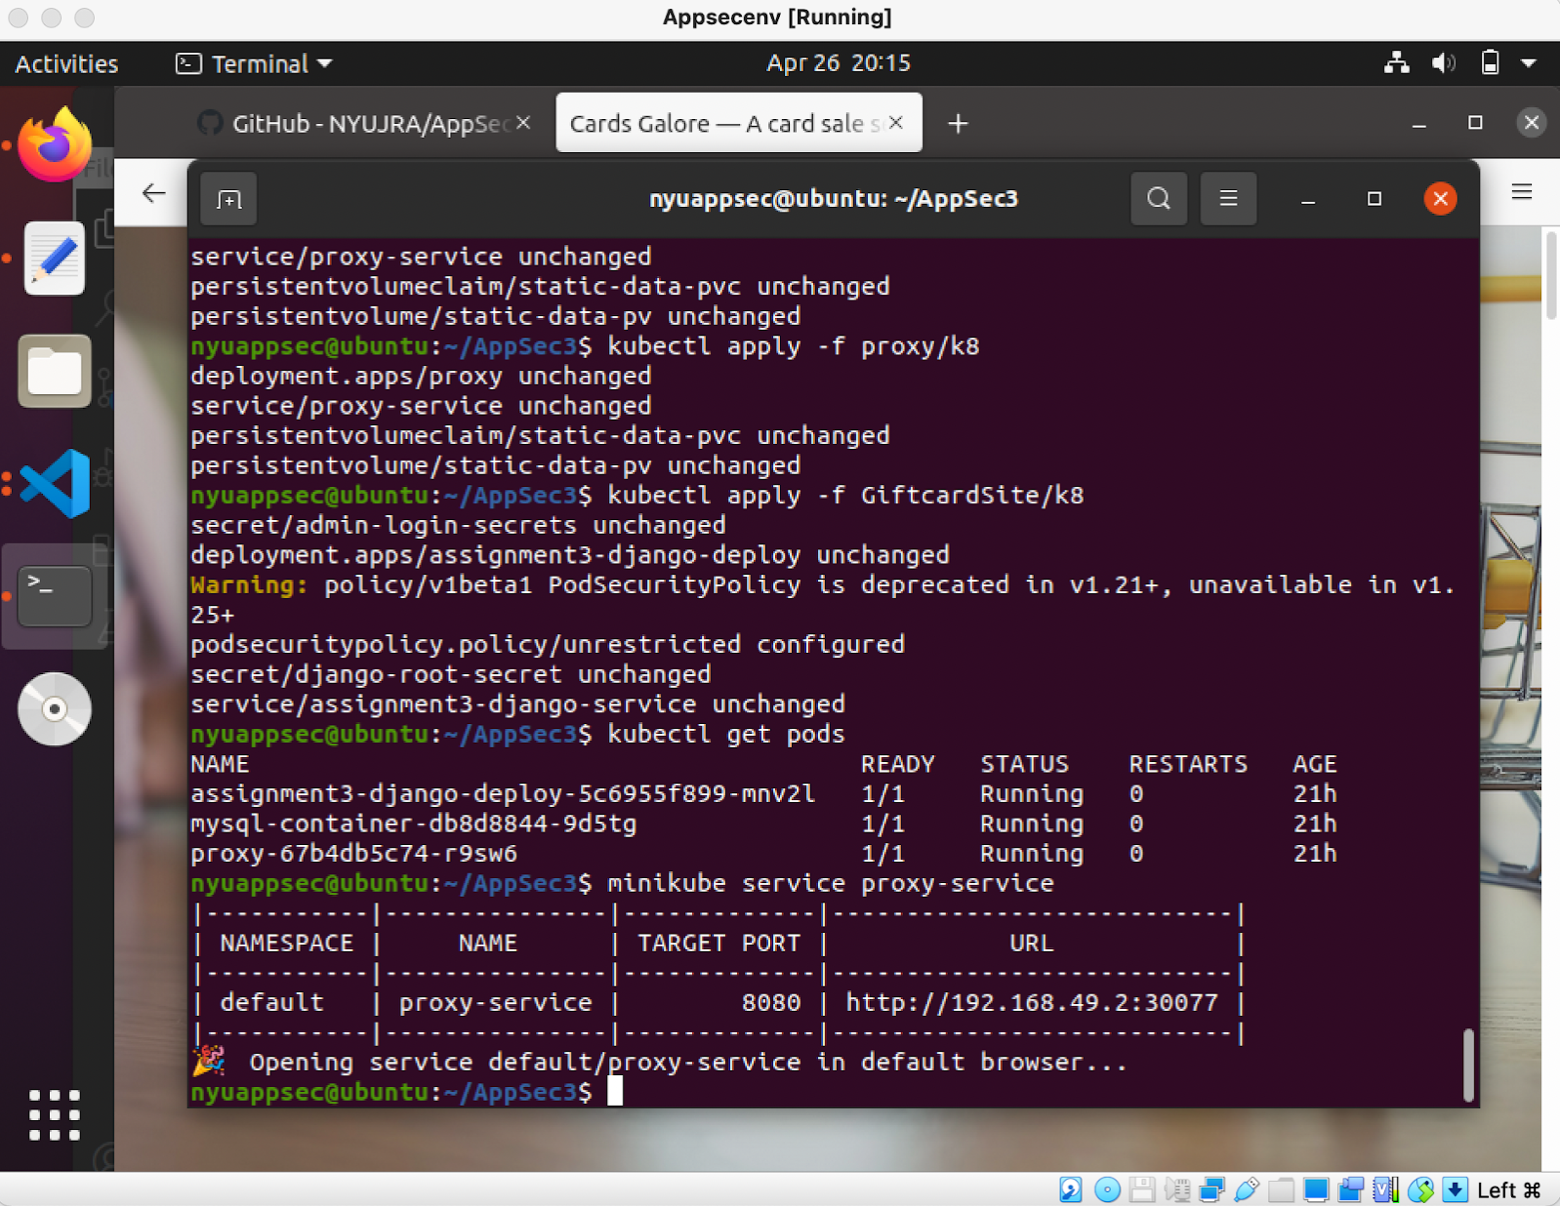 Appsecenv [Running]
Activities
Terminal
Apr 26 20:15
GitHub - NYUJRA/AppSec
Cards Galore — A card sale s
nyuappsec@ubuntu: ~/AppSec3
service/proxy-service unchanged
persistentvolumeclaim/static-data-pvc unchanged
persistentvolume/static-data-pv unchanged
nyuappsec@ubuntu:~/AppSec3$ kubectl apply -f proxy/k8
deployment.apps/proxy unchanged
service/proxy-service unchanged
persistentvolumeclaim/static-data-pvc unchanged
persistentvolume/static-data-pv unchanged
nyuappsec@ubuntu:~/AppSec3$ kubectl apply -f GiftcardSite/k8
secret/admin-login-secrets unchanged
deployment.apps/assignment3-django-deploy unchanged
Warning: policy/v1beta1 PodSecurityPolicy is deprecated in v1.21+, unavailable in v1.
25+
podsecuritypolicy.policy/unrestricted configured
secret/django-root-secret unchanged
service/assignment3-django-service unchanged
nyuappsec@ubuntu:~/AppSec3$ kubectl get pods
NAME READY STATUS RESTARTS AGE
assignment3-django-deploy-5c6955f899-mnv2l 1/1 Running 0 21h
mysql-container-db8d8844-9d5tg 1/1 Running 0 21h
proxy-67b4db5c74-r9sw6 1/1 Running 0 21h
nyuappsec@ubuntu:~/AppSec3$ minikube service proxy-service
|-----------|---------------|-------------|---------------------------|
| NAMESPACE | NAME | TARGET PORT | URL |
|-----------|---------------|-------------|---------------------------|
| default | proxy-service | 8080 | http://192.168.49.2:30077 |
|-----------|---------------|-------------|---------------------------|
🎉 Opening service default/proxy-service in default browser...
nyuappsec@ubuntu:~/AppSec3$
Left ⌘